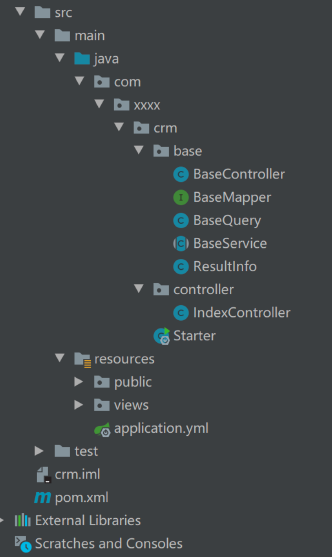 src
main
java
com
xxxx
crm
base
C BaseController
I BaseMapper
C BaseQuery
C BaseService
C ResultInfo
controller
C IndexController
Starter
resources
public
views
application.yml
test
crm.iml
m pom.xml
External Libraries
Scratches and Consoles